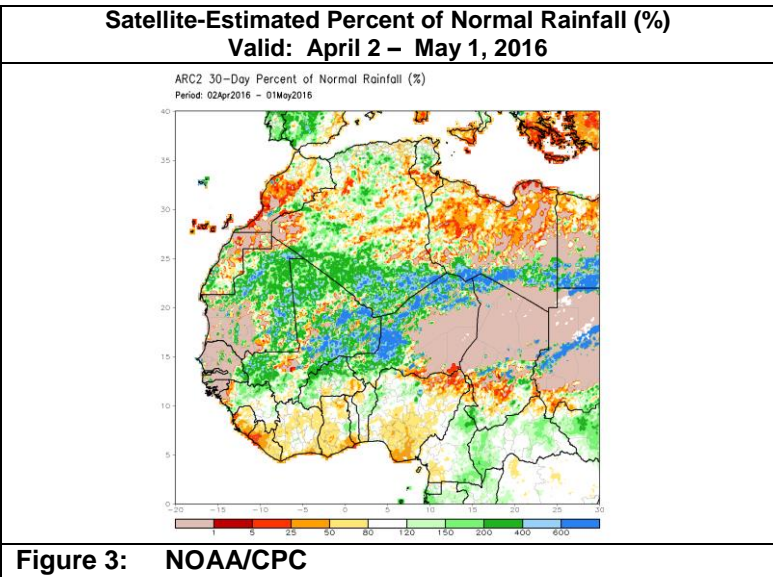 Satellite-Estimated Percent of Normal Rainfall (%)
Valid: April 2 – May 1, 2016
ARC2 30-Day Percent of Normal Rainfall (%)
Period: 02Apr2016 - 01May2016
40
35
30
25
20
15
10
5
0
-20 -15 -10 -5 0 5 10 15 20 25 30
1 5 25 50 80 120 150 200 400 600
Figure 3: NOAA/CPC